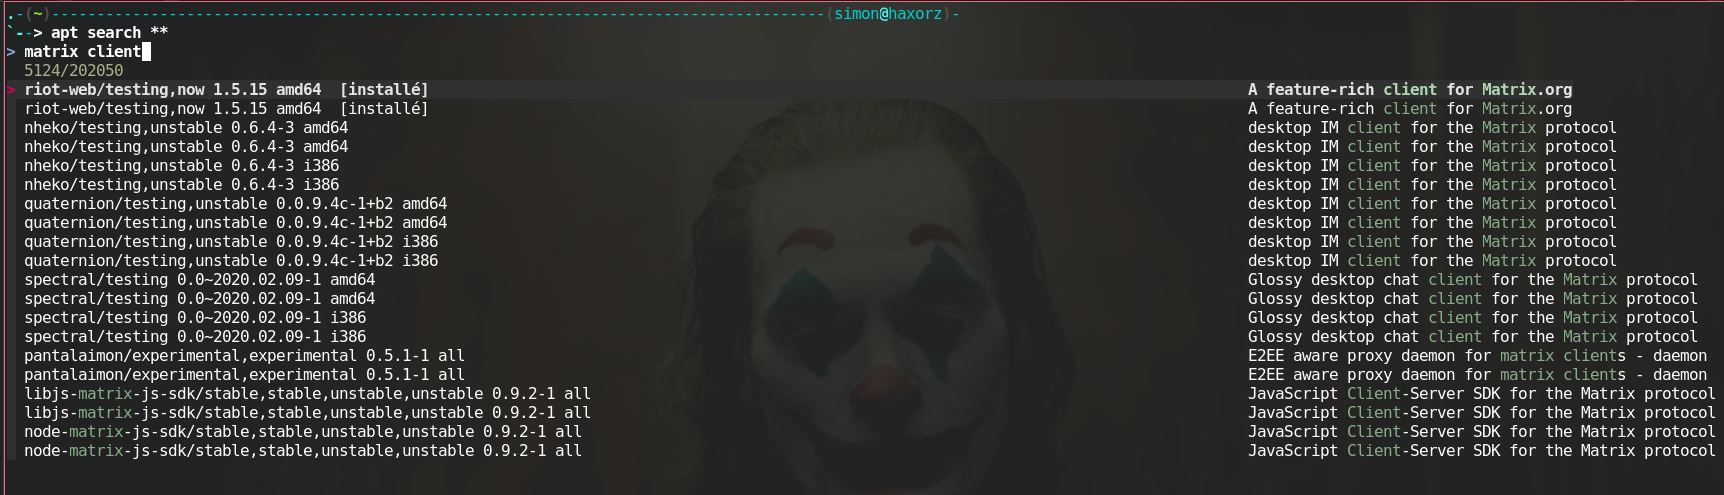 .-(~)--------------------------------------------------------------------------------------(simon@haxorz)-
`--> apt search **
> matrix client
5124/202050
> riot-web/testing,now 1.5.15 amd64  [installé] A feature-rich client for Matrix.org
riot-web/testing,now 1.5.15 amd64  [installé] A feature-rich client for Matrix.org
nheko/testing,unstable 0.6.4-3 amd64 desktop IM client for the Matrix protocol
nheko/testing,unstable 0.6.4-3 amd64 desktop IM client for the Matrix protocol
nheko/testing,unstable 0.6.4-3 i386 desktop IM client for the Matrix protocol
nheko/testing,unstable 0.6.4-3 i386 desktop IM client for the Matrix protocol
quaternion/testing,unstable 0.0.9.4c-1+b2 amd64 desktop IM client for the Matrix protocol
quaternion/testing,unstable 0.0.9.4c-1+b2 amd64 desktop IM client for the Matrix protocol
quaternion/testing,unstable 0.0.9.4c-1+b2 i386 desktop IM client for the Matrix protocol
quaternion/testing,unstable 0.0.9.4c-1+b2 i386 desktop IM client for the Matrix protocol
spectral/testing 0.0~2020.02.09-1 amd64 Glossy desktop chat client for the Matrix protocol
spectral/testing 0.0~2020.02.09-1 amd64 Glossy desktop chat client for the Matrix protocol
spectral/testing 0.0~2020.02.09-1 i386 Glossy desktop chat client for the Matrix protocol
spectral/testing 0.0~2020.02.09-1 i386 Glossy desktop chat client for the Matrix protocol
pantalaimon/experimental,experimental 0.5.1-1 all E2EE aware proxy daemon for matrix clients - daemon
pantalaimon/experimental,experimental 0.5.1-1 all E2EE aware proxy daemon for matrix clients - daemon
libjs-matrix-js-sdk/stable,stable,unstable,unstable 0.9.2-1 all JavaScript Client-Server SDK for the Matrix protocol
libjs-matrix-js-sdk/stable,stable,unstable,unstable 0.9.2-1 all JavaScript Client-Server SDK for the Matrix protocol
node-matrix-js-sdk/stable,stable,unstable,unstable 0.9.2-1 all JavaScript Client-Server SDK for the Matrix protocol
node-matrix-js-sdk/stable,stable,unstable,unstable 0.9.2-1 all JavaScript Client-Server SDK for the Matrix protocol